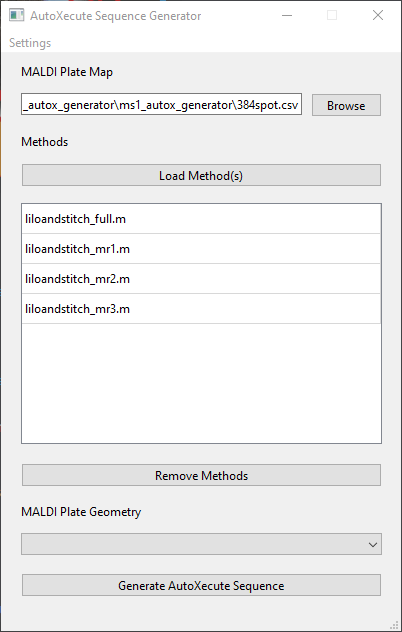 AutoXecute Sequence Generator
Settings
MALDI Plate Map
_autox_generator\ms1_autox_generator\384spot.csv
Browse
Methods
Load Method(s)
liloandstitch_full.m
liloandstitch_mr1.m
liloandstitch_mr2.m
liloandstitch_mr3.m
Remove Methods
MALDI Plate Geometry
Generate AutoXecute Sequence